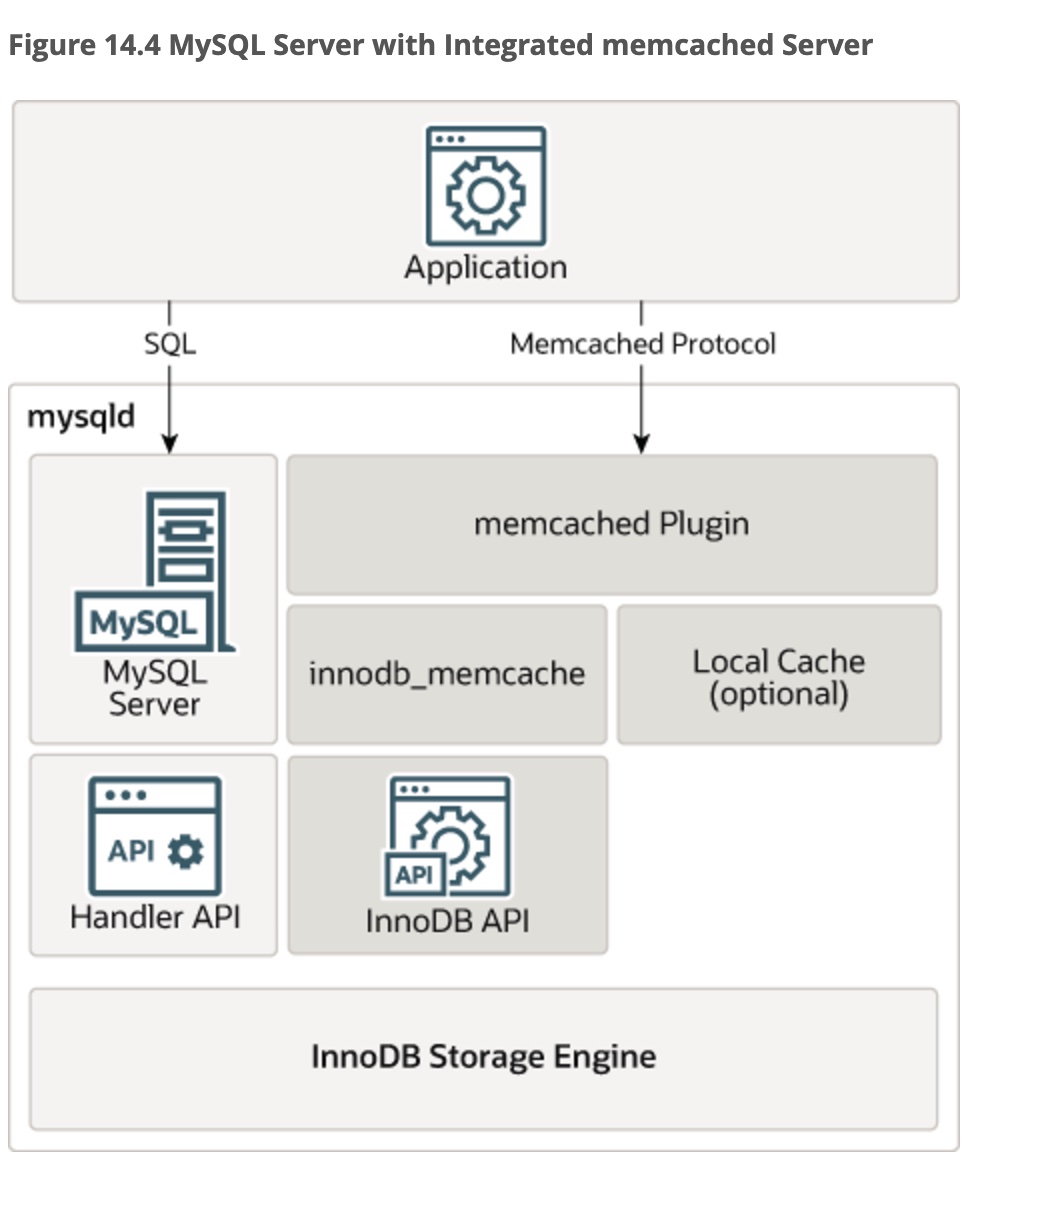 Figure 14.4 MySQL Server with Integrated memcached Server
Application
SQL
Memcached Protocol
mysqld
memcached Plugin
MySQL
MySQL
Server
innodb_memcache
Local Cache
(optional)
API
Handler API
API
InnoDB API
InnoDB Storage Engine